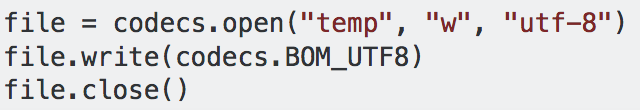 file = codecs.open("temp", "w", "utf-8")
file.write(codecs.BOM_UTF8)
file.close()